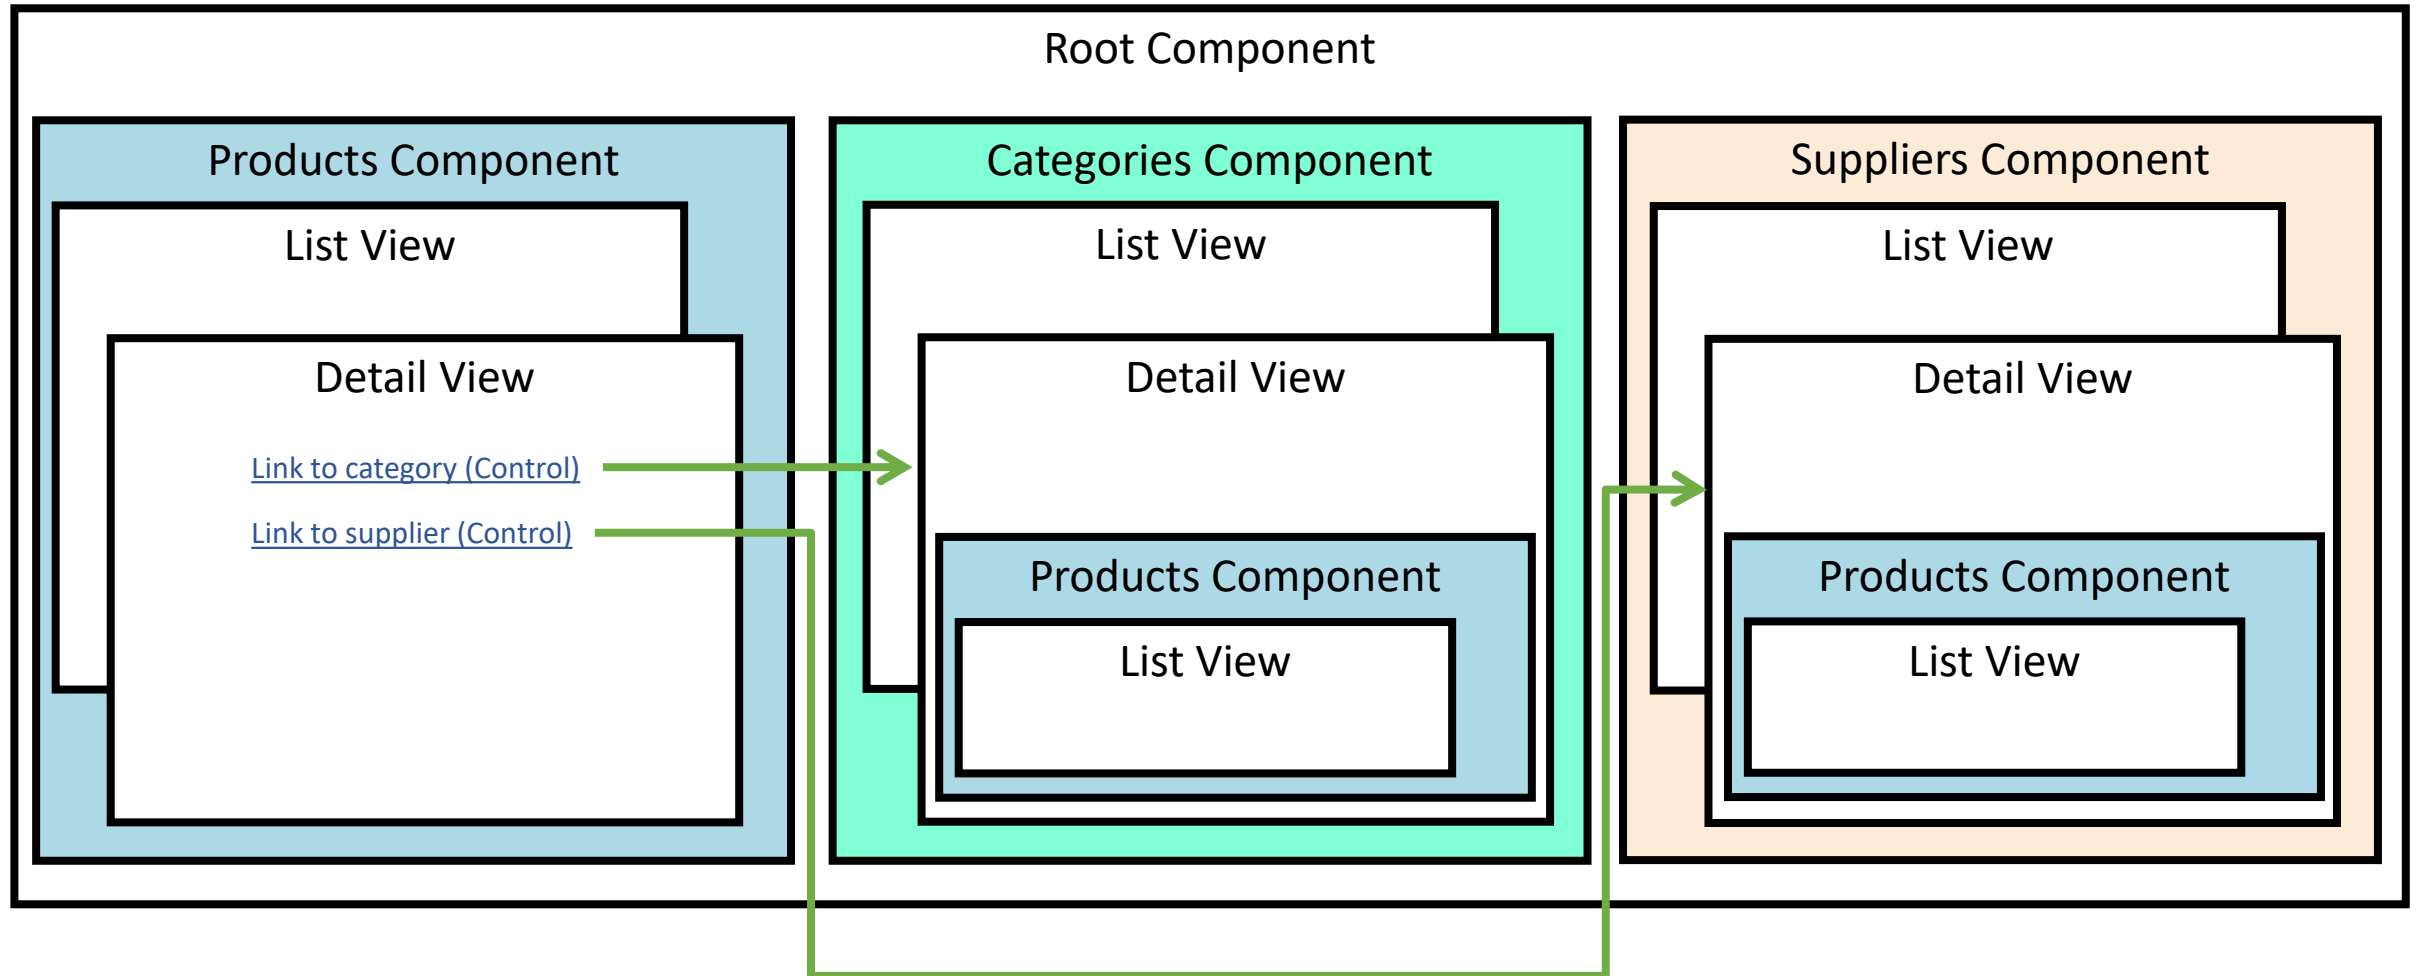 Root Component
Products Component
List View
Detail View
Link to category (Control)
Link to supplier (Control)
Categories Component
List View
Detail View
Products Component
List View
Suppliers Component
List View
Detail View
Products Component
List View